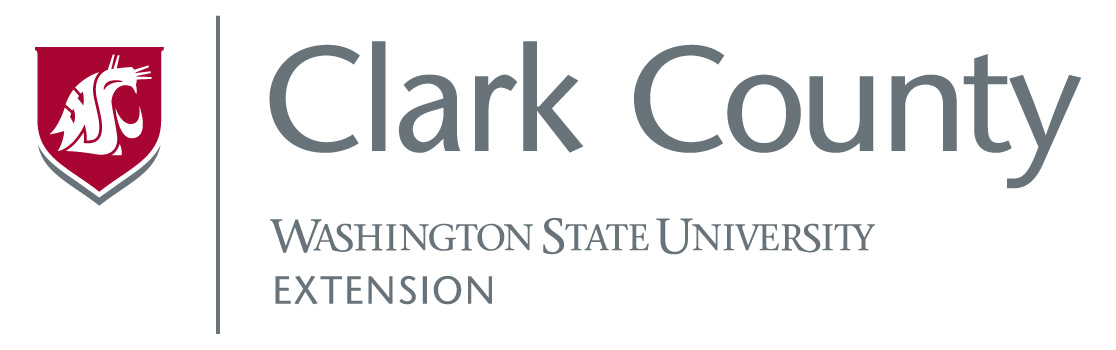 Clark County
WASHINGTON STATE UNIVERSITY
EXTENSION